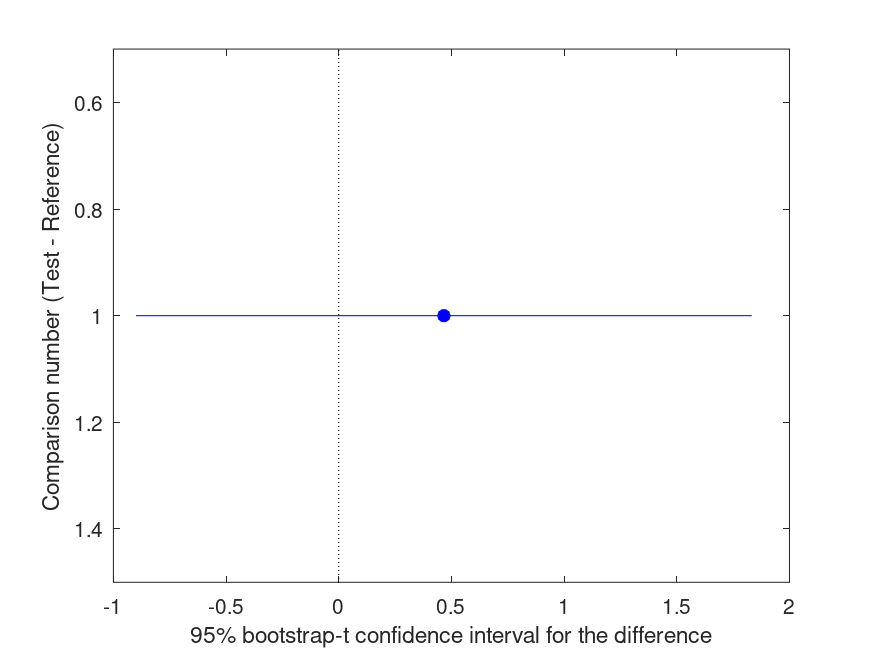 Comparison number (Test - Reference)
0.6
0.8
1
1.2
1.4
-1 -0.5 0 0.5 1 1.5 2
95% bootstrap-t confidence interval for the difference